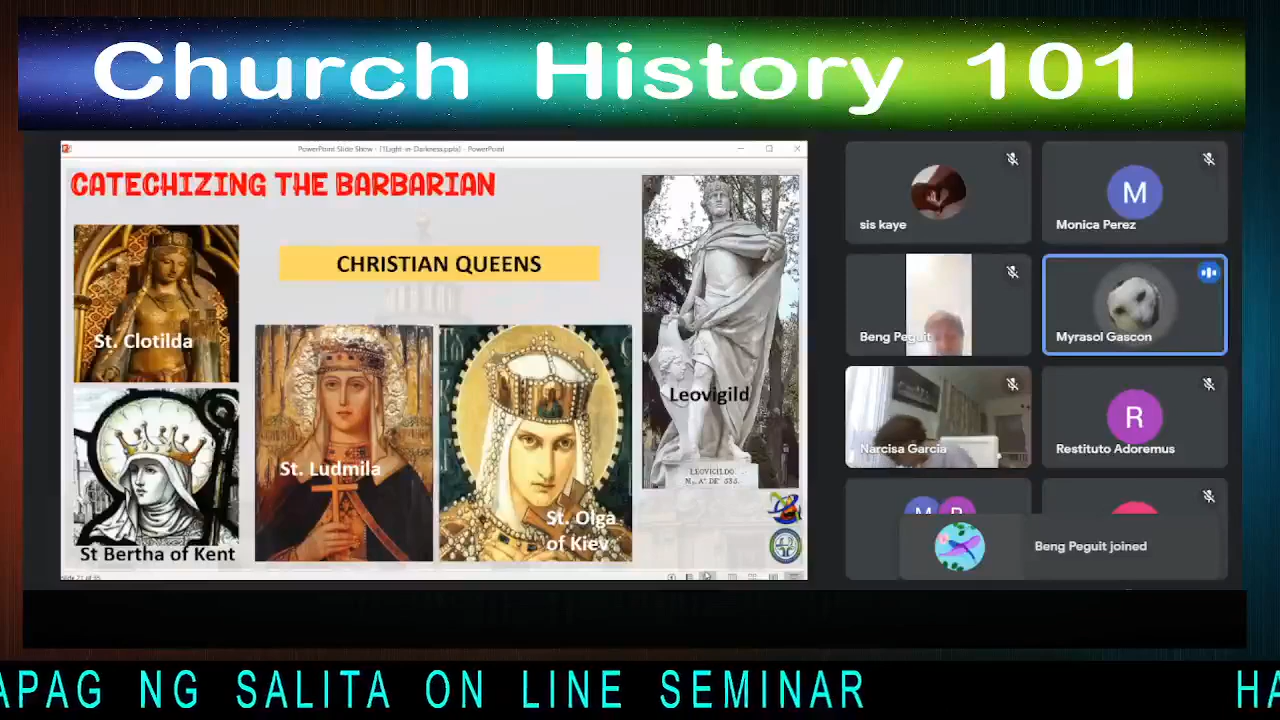 Church History 101
PowerPoint Slide Show - [1Light-in-Darkness.pptx] - PowerPoint
CATECHIZING THE BARBARIAN
CHRISTIAN QUEENS
St. Clotilda
St Bertha of Kent
St. Ludmila
St. Olga
of Kiev
Leovigild
LEOVIGILDO.
sis kaye
M
Monica Perez
Beng Peguit
Myrasol Gascon
Narcisa Garcia
R
Restituto Adoremus
Beng Peguit joined
APAG NG SALITA ON LINE SEMINAR
HA